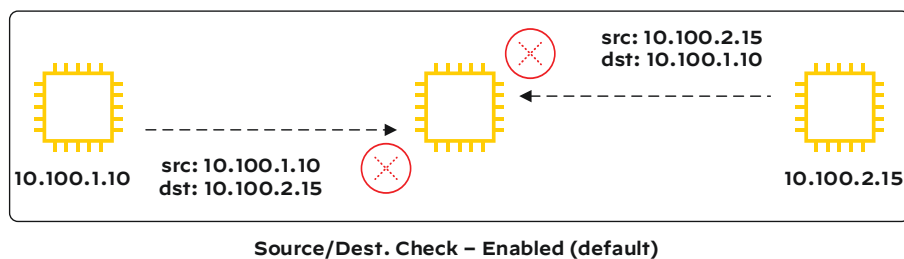 src: 10.100.2.15
dst: 10.100.1.10
src: 10.100.1.10
dst: 10.100.2.15
10.100.1.10
10.100.2.15
Source/Dest. Check – Enabled (default)